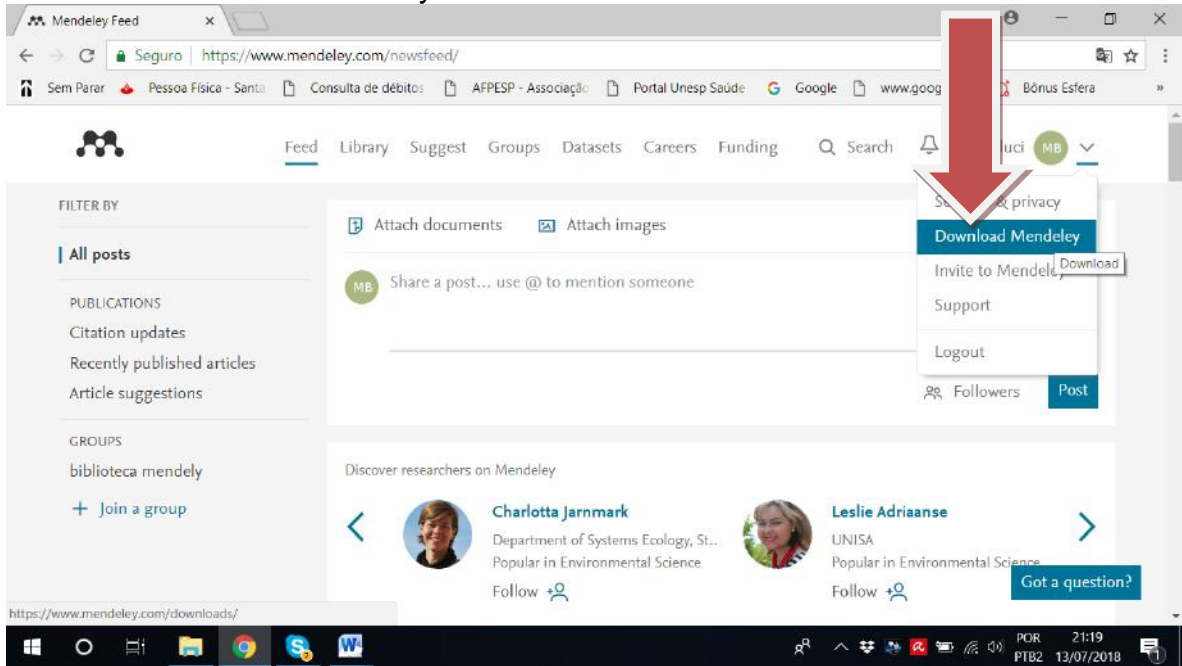 Mendeley Feed
Seguro https://www.mendeley.com/newsfeed/
Sem Parar Pessoa Física - Santa Consulta de débitos AFPESP - Associação Portal Unesp Saúde Google Bônus Esfera
Feed Library Suggest Groups Datasets Careers Funding Search MB
FILTER BY
All posts
PUBLICATIONS
Citation updates
Recently published articles
Article suggestions
GROUPS
biblioteca mendely
+ Join a group
Attach documents Attach images
MB Share a post... use @ to mention someone
& privacy
Download Mendeley
Download
Invite to
Support
Logout
Followers Post
Discover researchers on Mendeley
Charlotta Jarnmark
Department of Systems Ecology, St..
Popular in Environmental Science
Follow
Leslie Adriaanse
UNISA
Popular in Environmental Science
Follow
Got a question?
https://www.mendeley.com/downloads/
POR 21:19
PTB2 13/07/2018